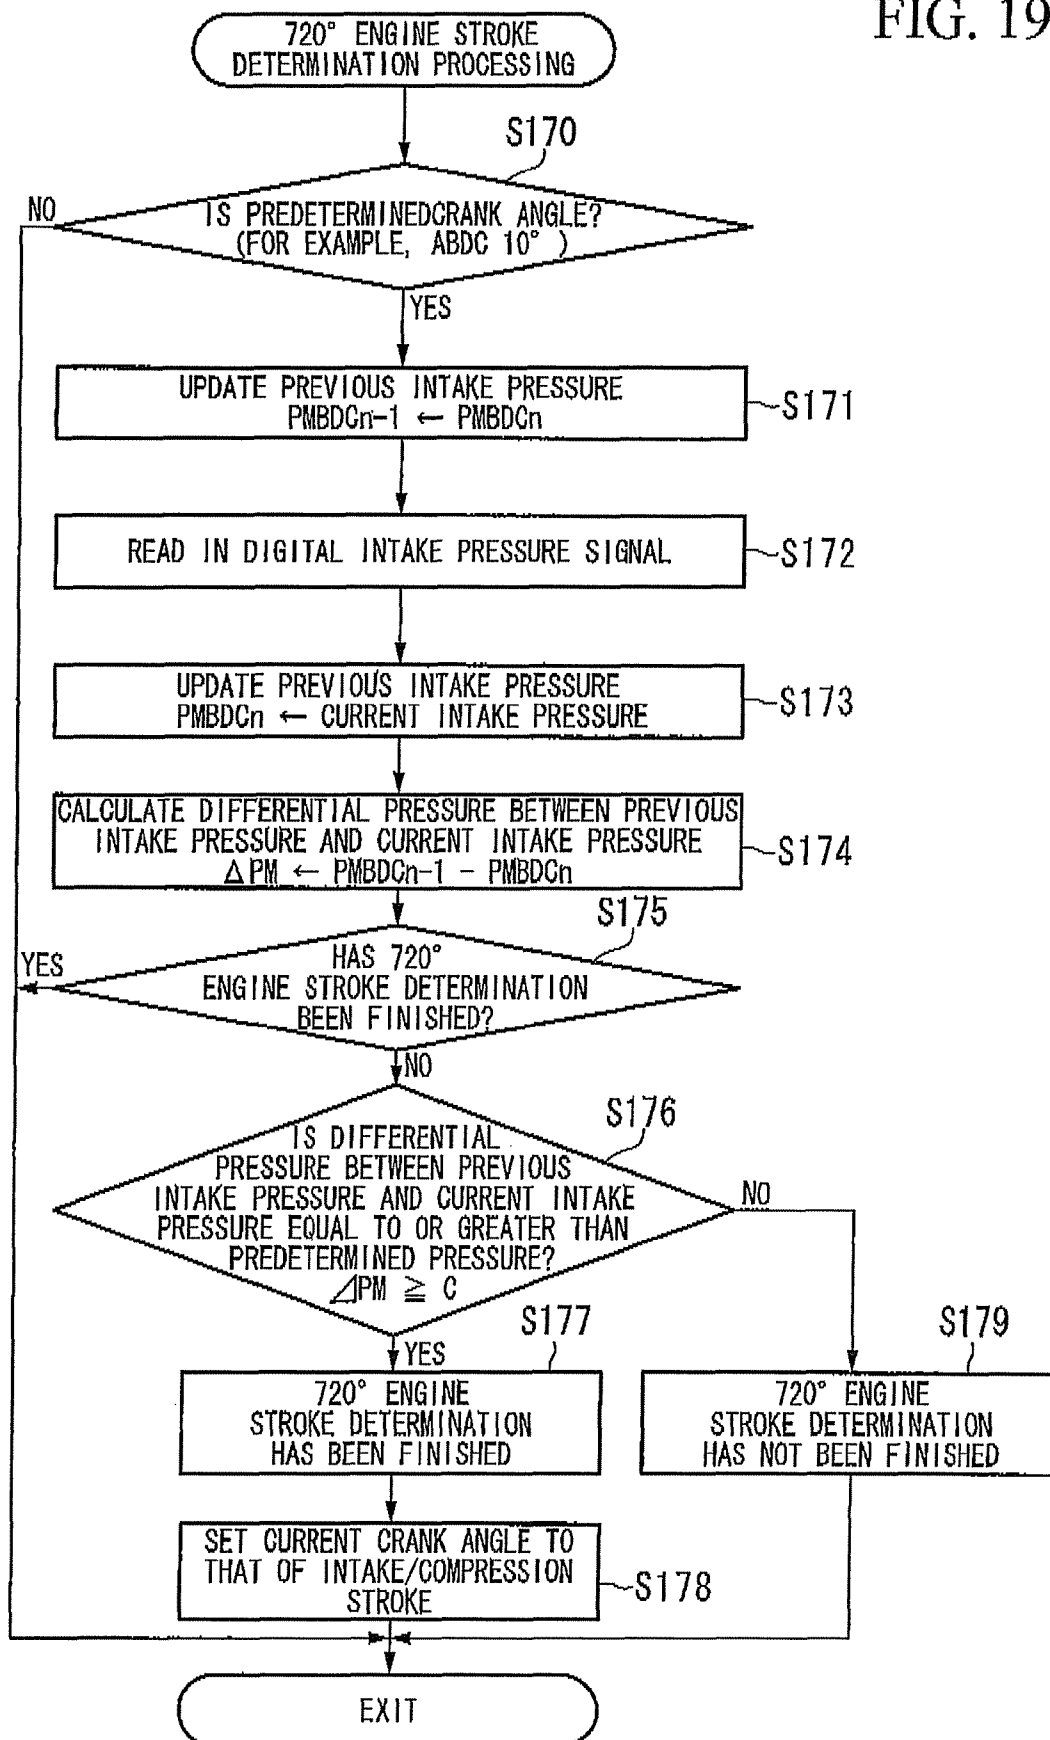 FIG. 19
720° ENGINE STROKE
DETERMINATION PROCESSING
S170
NO
IS PREDETERMINEDCRANK ANGLE?
(FOR EXAMPLE, ABDC 10° )
YES
UPDATE PREVIOUS INTAKE PRESSURE
PMBDCn-1 ← PMBDCn
S171
READ IN DIGITAL INTAKE PRESSURE SIGNAL
S172
UPDATE PREVIOUS INTAKE PRESSURE
PMBDCn ← CURRENT INTAKE PRESSURE
S173
CALCULATE DIFFERENTIAL PRESSURE BETWEEN PREVIOUS
INTAKE PRESSURE AND CURRENT INTAKE PRESSURE
ΔPM ← PMBDCn-1 - PMBDCn
S174
S175
YES
HAS 720°
ENGINE STROKE DETERMINATION
BEEN FINISHED?
NO
S176
IS DIFFERENTIAL
PRESSURE BETWEEN PREVIOUS
INTAKE PRESSURE AND CURRENT INTAKE
PRESSURE EQUAL TO OR GREATER THAN
PREDETERMINED PRESSURE?
⊿PM ≧ C
NO
YES
S177
720° ENGINE
STROKE DETERMINATION
HAS BEEN FINISHED
S179
720° ENGINE
STROKE DETERMINATION
HAS NOT BEEN FINISHED
SET CURRENT CRANK ANGLE TO
THAT OF INTAKE/COMPRESSION
STROKE
S178
EXIT